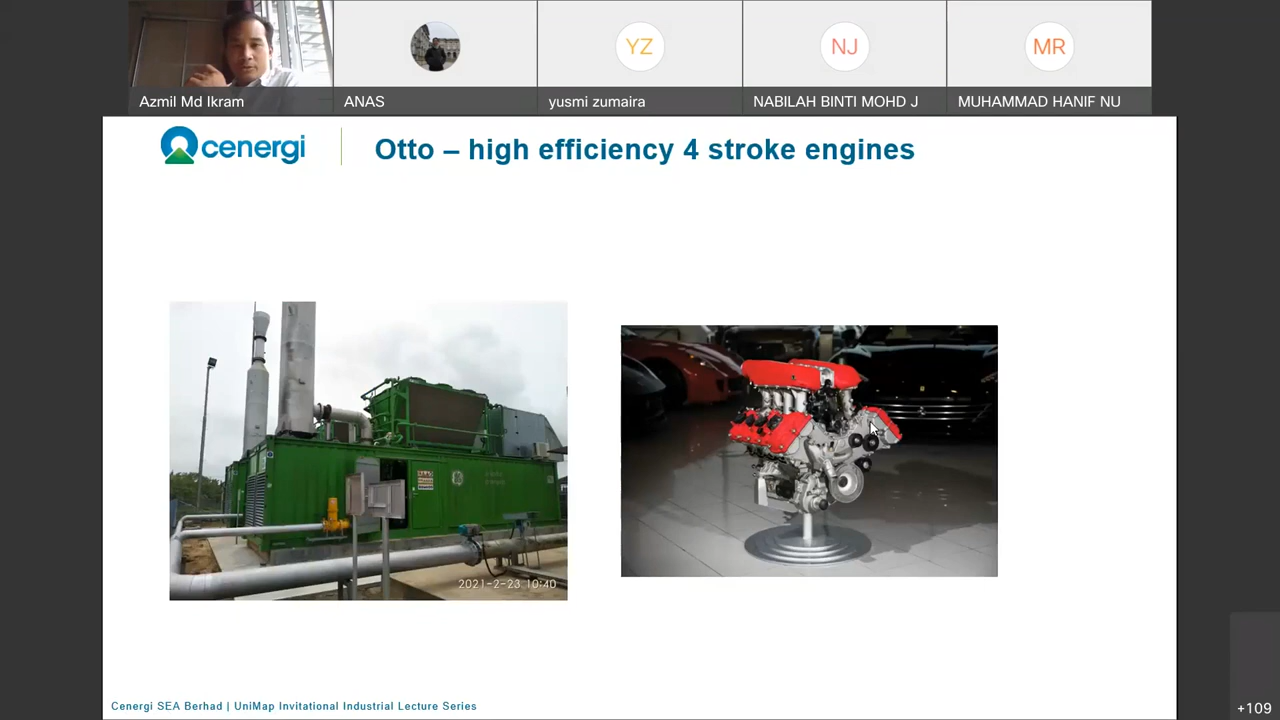 YZ
NJ
MR
Azmil Md Ikram
ANAS
yusmi zumaira
NABILAH BINTI MOHD J
MUHAMMAD HANIF NU
cenergi
Otto – high efficiency 4 stroke engines
2021-2-23 10:40
Cenergi SEA Berhad | UniMap Invitational Industrial Lecture Series
+109